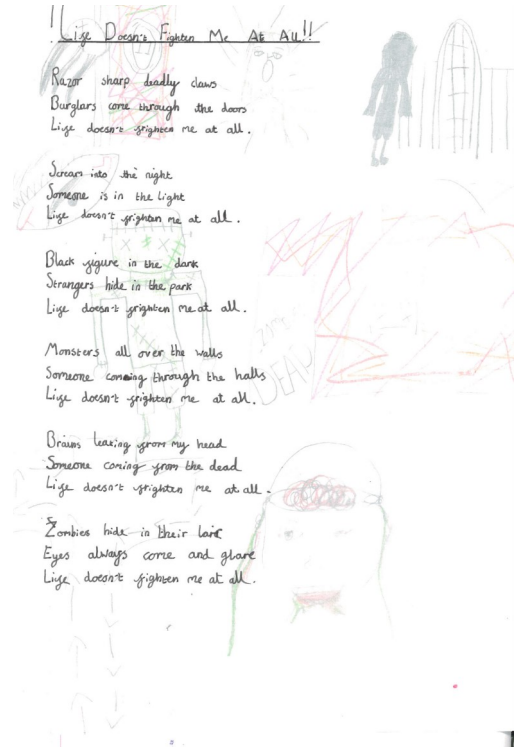 !!Life Doesn't Fighten Me At All!!
Razor sharp deadly claws
Burglars come through the doors
Life doesn't frighten me at all.
Scream into the night
Someone is in the light
Life doesn't frighten me at all.
Black figure in the dark
Strangers hide in the park
Life doesn't frighten me at all.
Monsters all over the walls
Someone coming through the halls
Life doesn't frighten me at all.
Brains leaking from my head
Someone coming from the dead
Life doesn't frighten me at all.
Zombies hide in their lair
Eyes always come and glare
Life doesn't frighten me at all.
DEAD